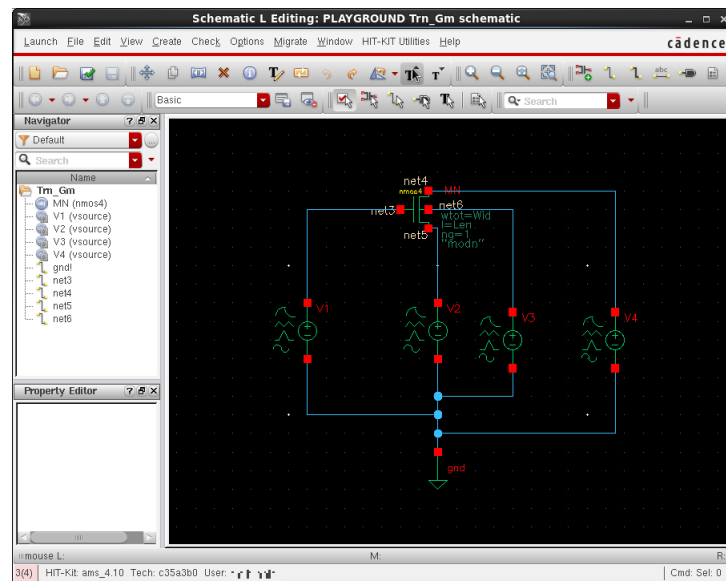 Schematic L Editing: PLAYGROUND Trn_Gm schematic
Launch File Edit View Create Check Options Migrate Window HIT-KIT Utilities Help
cādence
T T
abc
Basic
Search
Navigator
Default
Search
Name
Trn_Gm
MN (nmos4)
V1 (vsource)
V2 (vsource)
V3 (vsource)
V4 (vsource)
gnd!
net3
net4
net5
net6
Property Editor
net4
nmos4
MN
net3
net6
wtot=Wid
l=Len
net5
ng=1
"modn"
V1
V2
V3
V4
gnd
mouse L:
M:
R:
3(4) HIT-Kit: ams_4.10 Tech: c35a3b0 User:
Cmd: Sel: 0